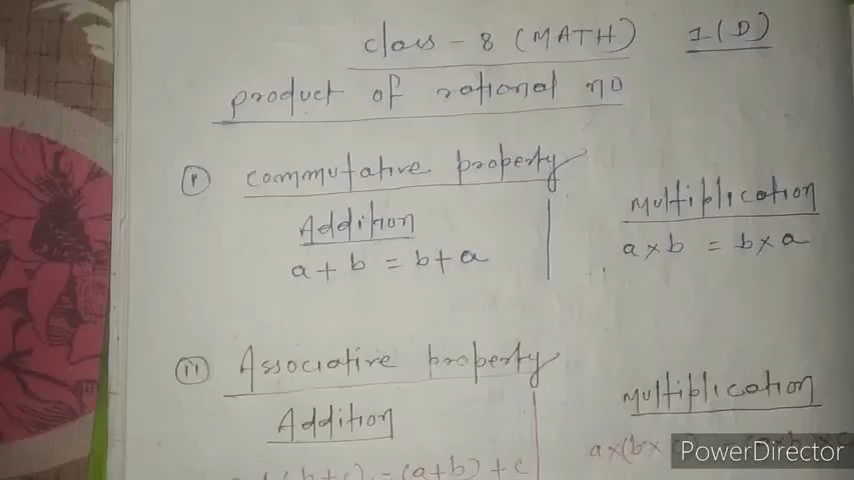 class - 8 (MATH) 1(D)
product of rational no
(i) Commutative property
Addition
Multiplication
a + b = b + a
a × b = b × a
(ii) Associative property
Addition
Multiplication
(b+c) = (a+b) + c
a×(b×
PowerDirector